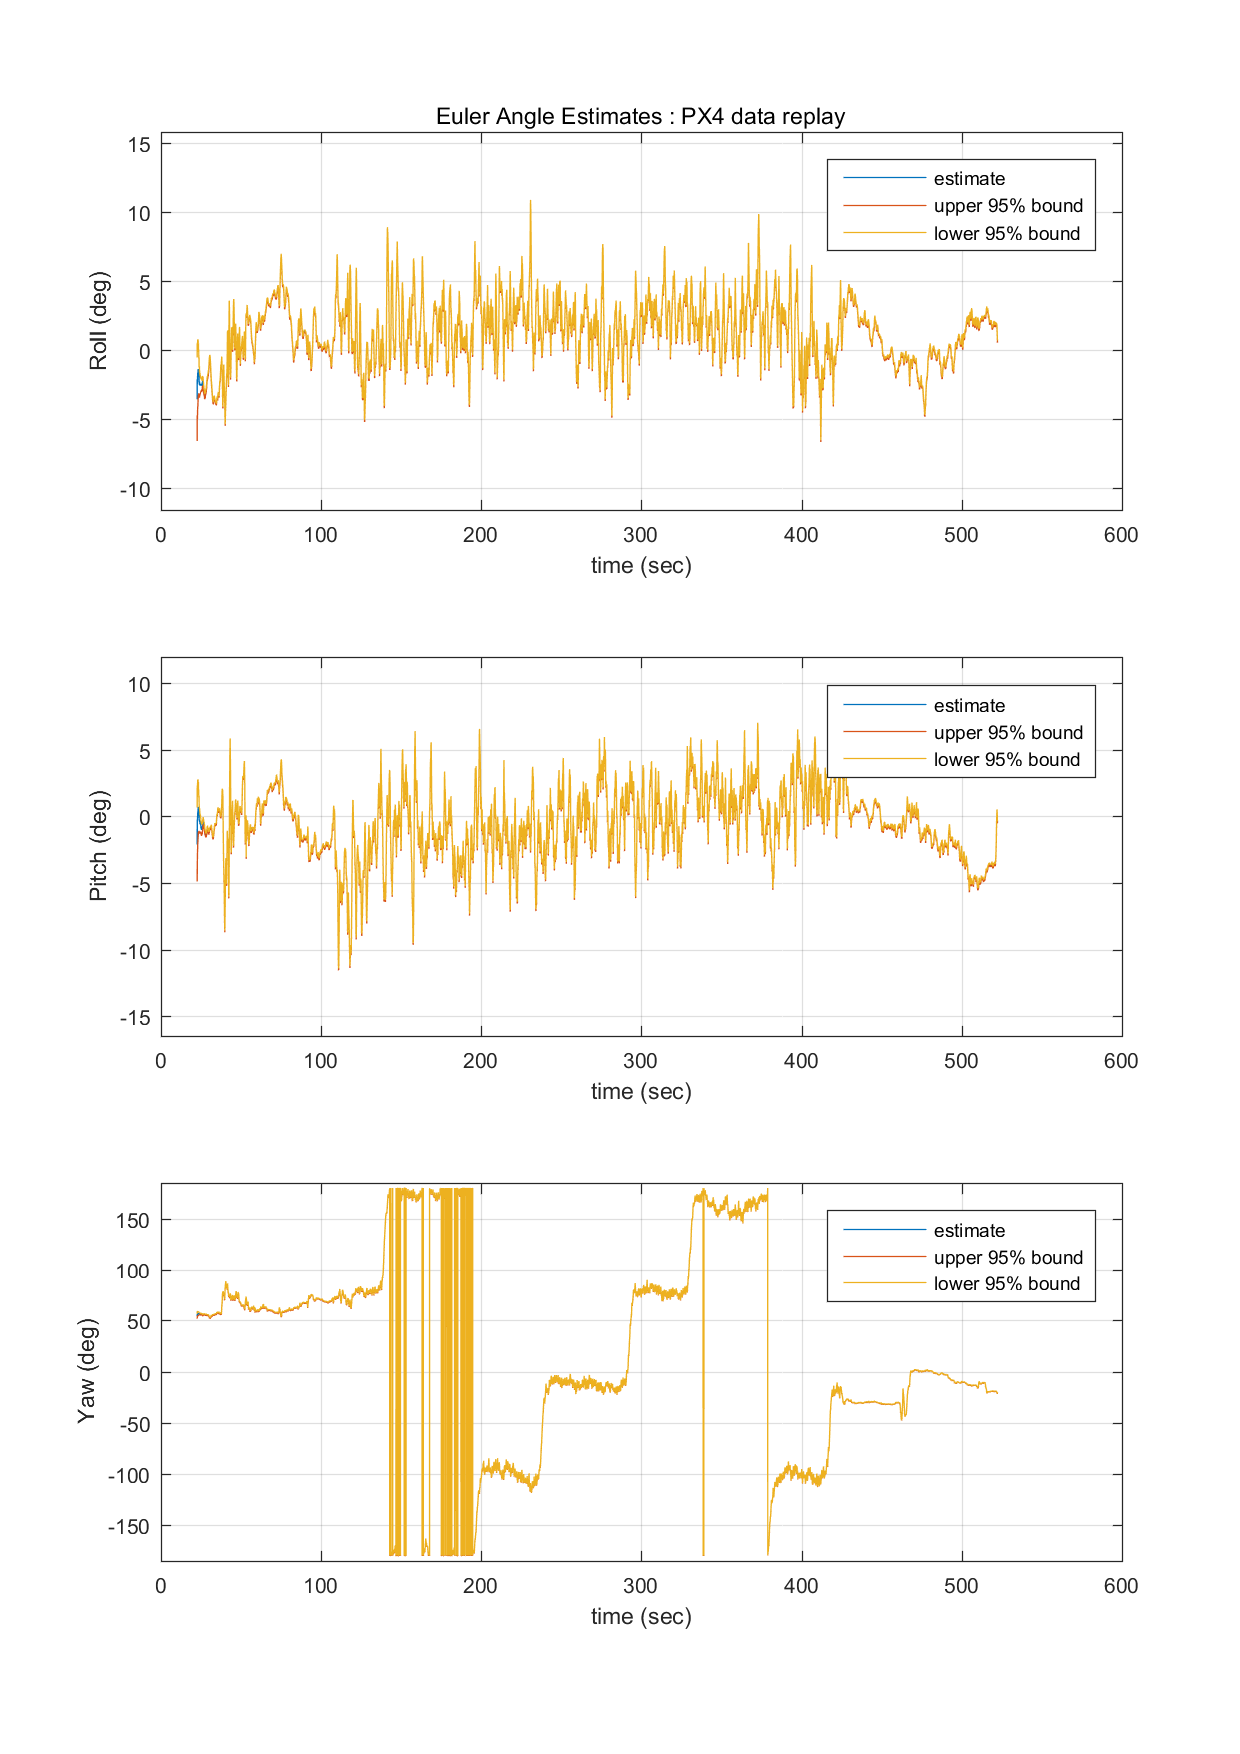 Euler Angle Estimates : PX4 data replay
15
10
5
0
-5
-10
Roll (deg)
estimate
upper 95% bound
lower 95% bound
0 100 200 300 400 500 600
time (sec)
10
5
0
-5
-10
-15
Pitch (deg)
estimate
upper 95% bound
lower 95% bound
0 100 200 300 400 500 600
time (sec)
150
100
50
0
-50
-100
-150
Yaw (deg)
estimate
upper 95% bound
lower 95% bound
0 100 200 300 400 500 600
time (sec)